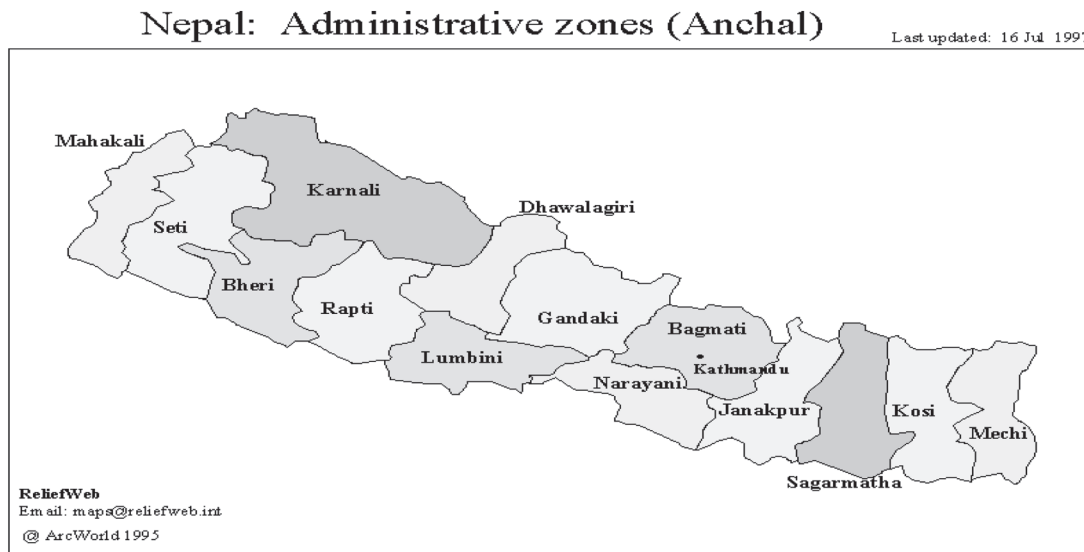 Nepal: Administrative zones (Anchal)
Last updated: 16 Jul 1997
Mahakali
Karnali
Dhawalagiri
Seti
Bheri
Rapti
Gandaki
Bagmati
Lumbini
Kathmandu
Narayani
Janakpur
Kosi
Mechi
Sagarmatha
ReliefWeb
Email: maps@reliefweb.int
@ ArcWorld 1995